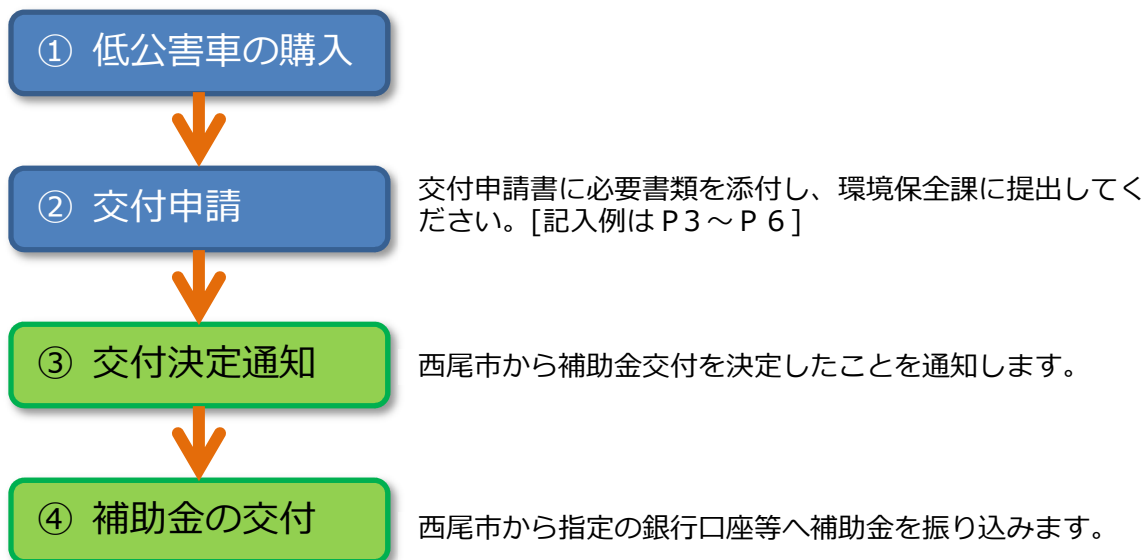 ① 低公害車の購入
② 交付申請
交付申請書に必要書類を添付し、環境保全課に提出してく
ださい。[記入例はＰ3～Ｐ６]
③ 交付決定通知
西尾市から補助金交付を決定したことを通知します。
④ 補助金の交付
西尾市から指定の銀行口座等へ補助金を振り込みます。